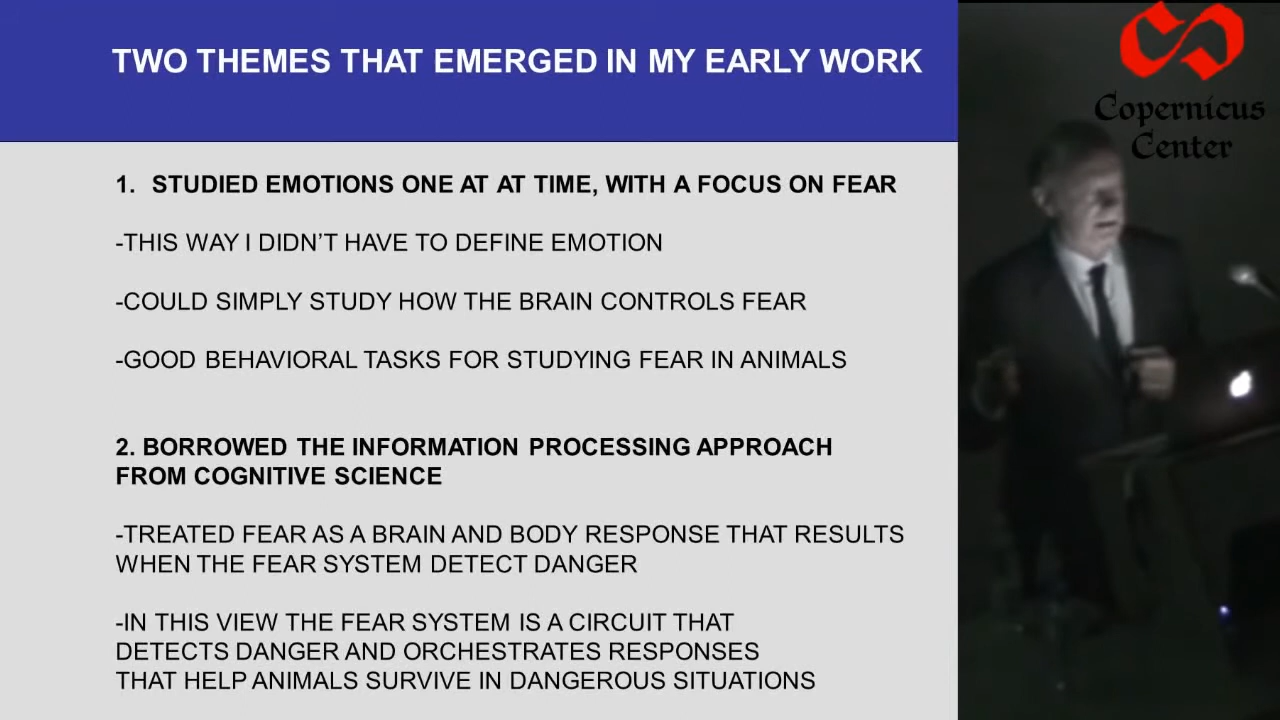 TWO THEMES THAT EMERGED IN MY EARLY WORK
1. STUDIED EMOTIONS ONE AT AT TIME, WITH A FOCUS ON FEAR
-THIS WAY I DIDN’T HAVE TO DEFINE EMOTION
-COULD SIMPLY STUDY HOW THE BRAIN CONTROLS FEAR
-GOOD BEHAVIORAL TASKS FOR STUDYING FEAR IN ANIMALS
2. BORROWED THE INFORMATION PROCESSING APPROACH
FROM COGNITIVE SCIENCE
-TREATED FEAR AS A BRAIN AND BODY RESPONSE THAT RESULTS
WHEN THE FEAR SYSTEM DETECT DANGER
-IN THIS VIEW THE FEAR SYSTEM IS A CIRCUIT THAT
DETECTS DANGER AND ORCHESTRATES RESPONSES
THAT HELP ANIMALS SURVIVE IN DANGEROUS SITUATIONS
Copernicus
Center